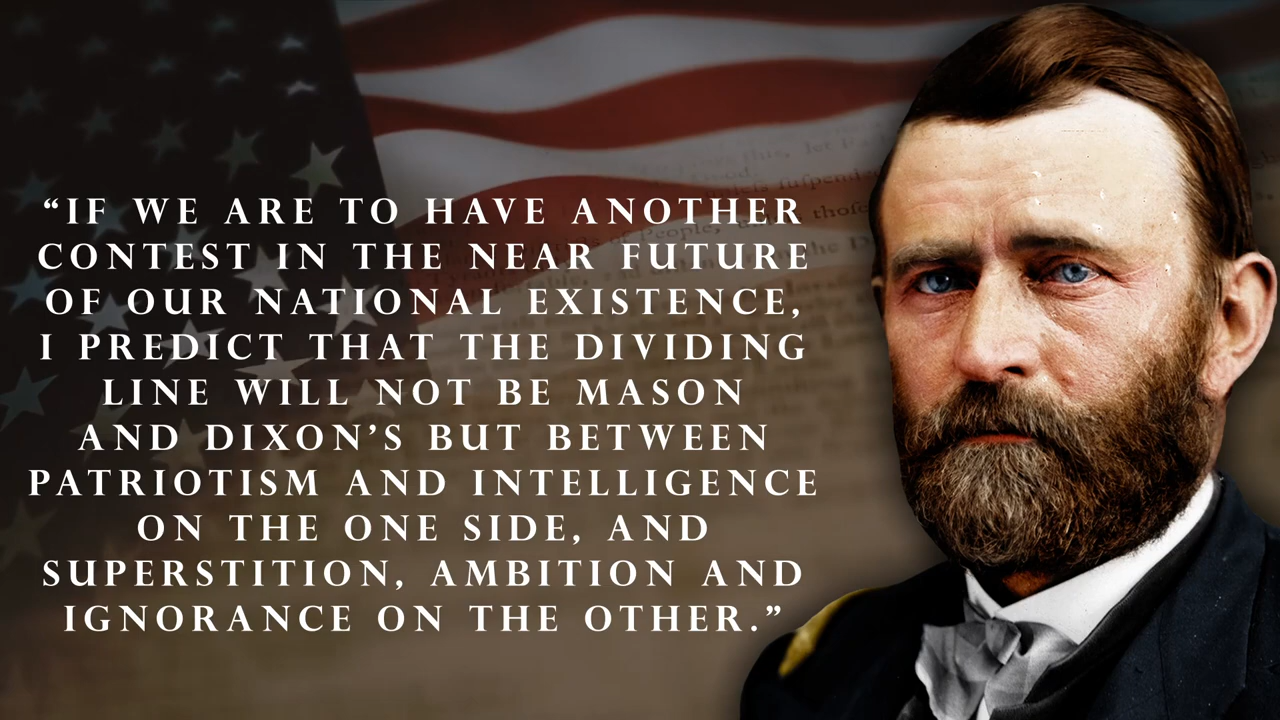 “IF WE ARE TO HAVE ANOTHER
CONTEST IN THE NEAR FUTURE
OF OUR NATIONAL EXISTENCE,
I PREDICT THAT THE DIVIDING
LINE WILL NOT BE MASON
AND DIXON’S BUT BETWEEN
PATRIOTISM AND INTELLIGENCE
ON THE ONE SIDE, AND
SUPERSTITION, AMBITION AND
IGNORANCE ON THE OTHER.”